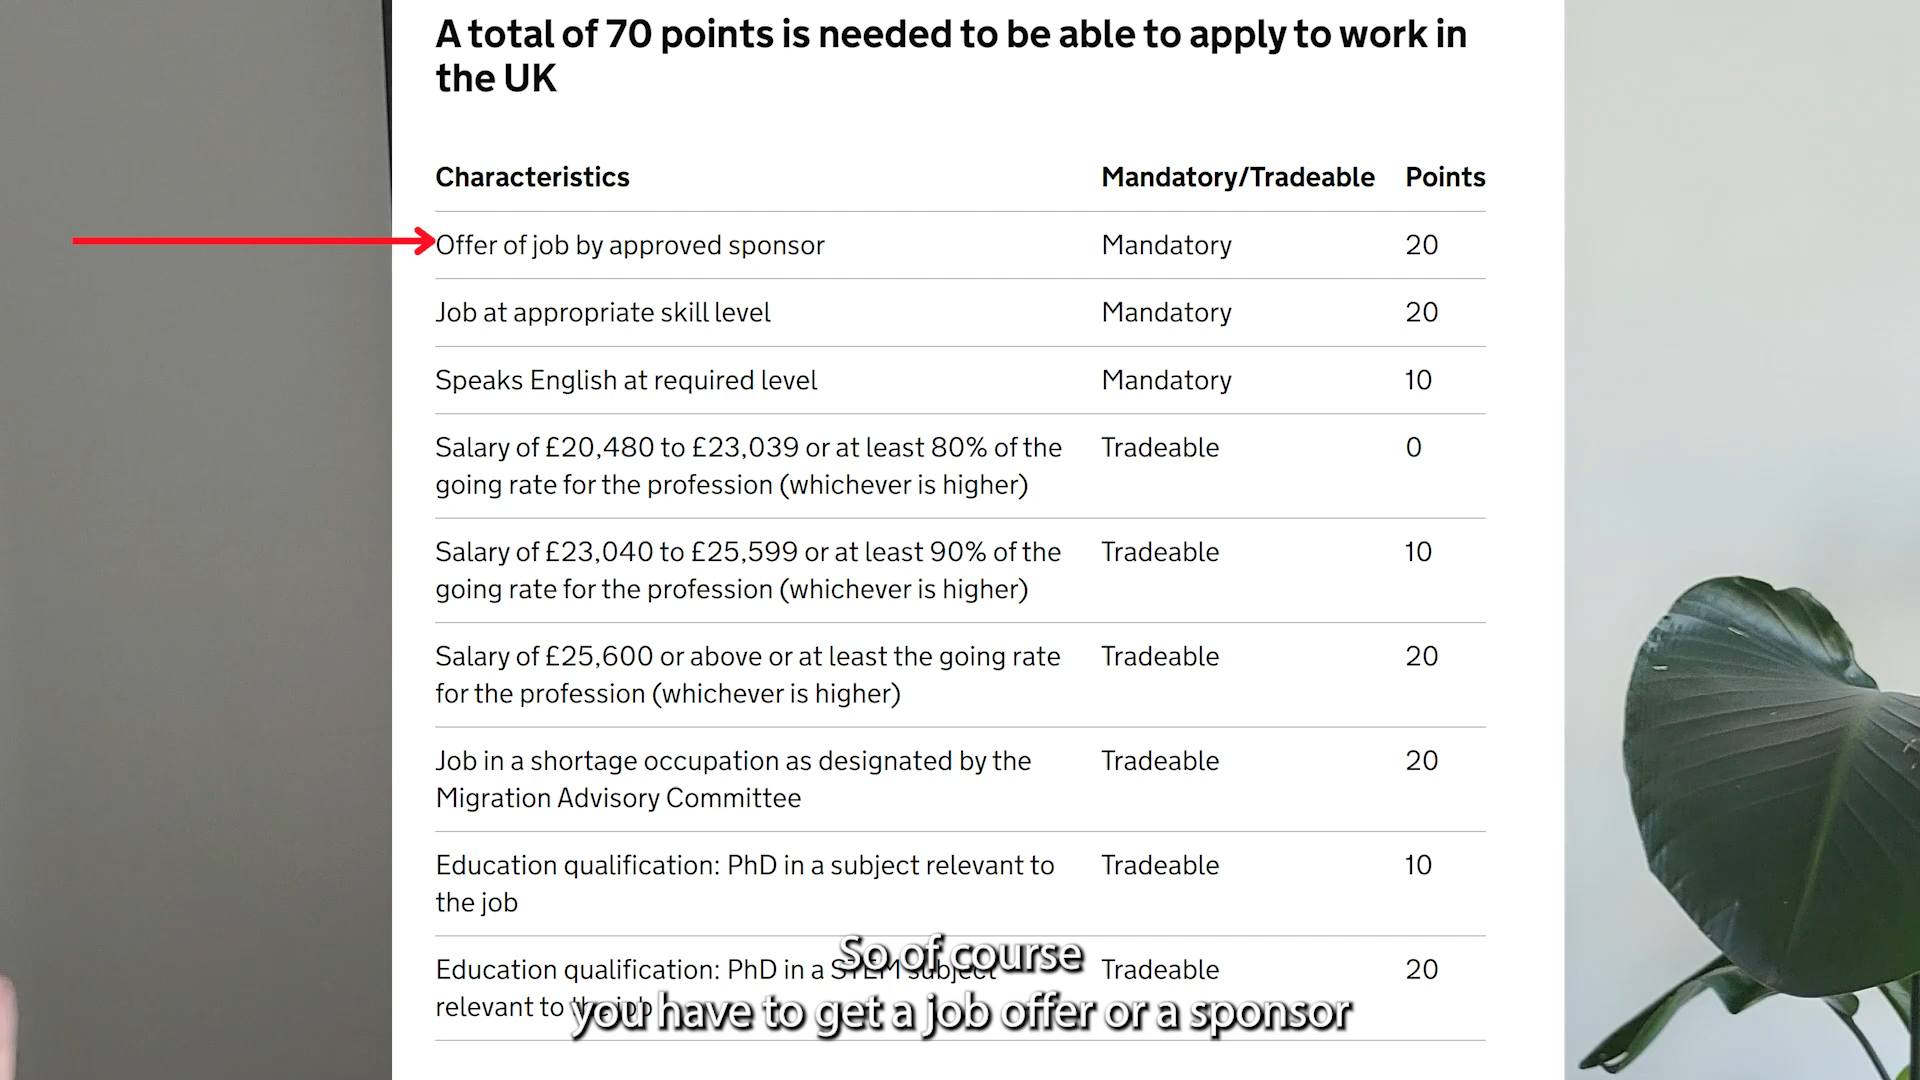 A total of 70 points is needed to be able to apply to work in
the UK
Characteristics Mandatory/Tradeable Points
Offer of job by approved sponsor Mandatory 20
Job at appropriate skill level Mandatory 20
Speaks English at required level Mandatory 10
Salary of £20,480 to £23,039 or at least 80% of the Tradeable 0
going rate for the profession (whichever is higher)
Salary of £23,040 to £25,599 or at least 90% of the Tradeable 10
going rate for the profession (whichever is higher)
Salary of £25,600 or above or at least the going rate Tradeable 20
for the profession (whichever is higher)
Job in a shortage occupation as designated by the Tradeable 20
Migration Advisory Committee
Education qualification: PhD in a subject relevant to Tradeable 10
the job
Education qualification: PhD in a STEM subject Tradeable 20
relevant to the job
So of course
you have to get a job offer or a sponsor